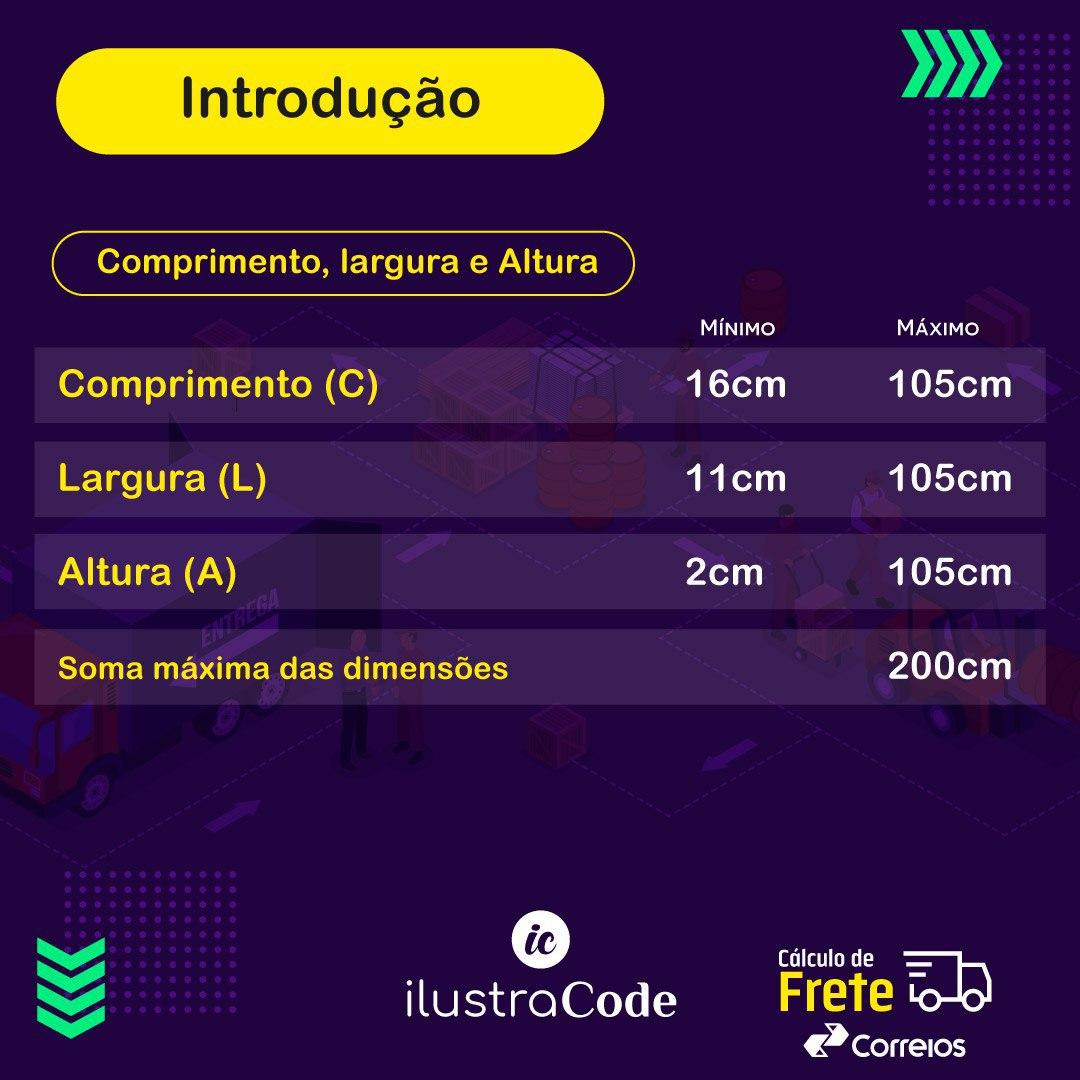 Introdução
Comprimento, largura e Altura
Mínimo Máximo
Comprimento (C) 16cm 105cm
Largura (L) 11cm 105cm
Altura (A) 2cm 105cm
ENTREGA
Soma máxima das dimensões 200cm
ic
ilustraCode
Cálculo de
Frete
Correios